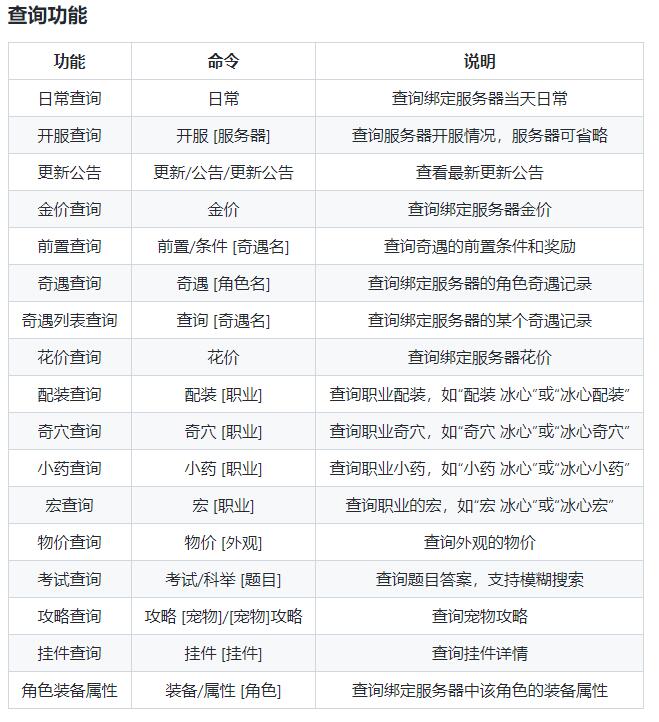 查询功能
功能 命令 说明
日常查询 日常 查询绑定服务器当天日常
开服查询 开服 [服务器] 查询服务器开服情况，服务器可省略
更新公告 更新/公告/更新公告 查看最新更新公告
金价查询 金价 查询绑定服务器金价
前置查询 前置/条件 [奇遇名] 查询奇遇的前置条件和奖励
奇遇查询 奇遇 [角色名] 查询绑定服务器的角色奇遇记录
奇遇列表查询 查询 [奇遇名] 查询绑定服务器的某个奇遇记录
花价查询 花价 查询绑定服务器花价
配装查询 配装 [职业] 查询职业配装，如“配装 冰心”或“冰心配装”
奇穴查询 奇穴 [职业] 查询职业奇穴，如“奇穴 冰心”或“冰心奇穴”
小药查询 小药 [职业] 查询职业小药，如“小药 冰心”或“冰心小药”
宏查询 宏 [职业] 查询职业的宏，如“宏 冰心”或“冰心宏”
物价查询 物价 [外观] 查询外观的物价
考试查询 考试/科举 [题目] 查询题目答案，支持模糊搜索
攻略查询 攻略 [宠物]/[宠物]攻略 查询宠物攻略
挂件查询 挂件 [挂件] 查询挂件详情
角色装备属性 装备/属性 [角色] 查询绑定服务器中该角色的装备属性